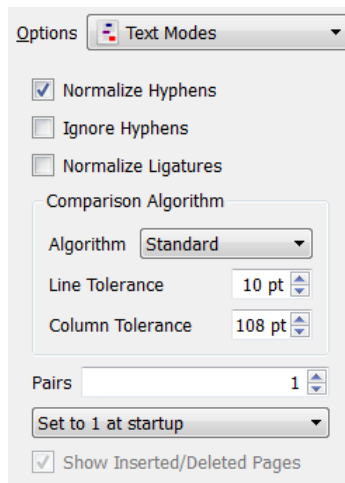 Options Text Modes
Normalize Hyphens
Ignore Hyphens
Normalize Ligatures
Comparison Algorithm
Algorithm Standard
Line Tolerance 10 pt
Column Tolerance 108 pt
Pairs 1
Set to 1 at startup
Show Inserted/Deleted Pages